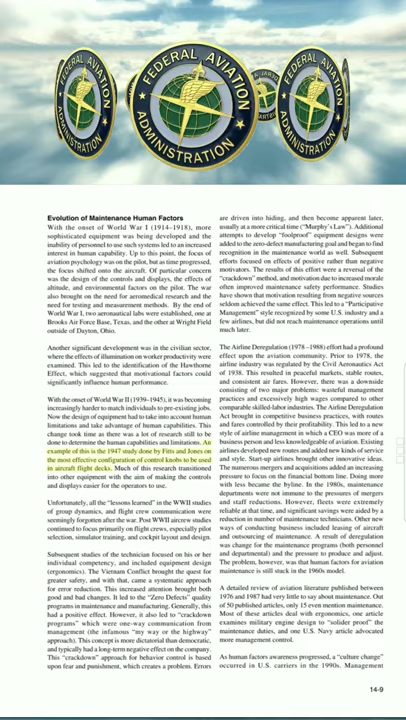 FEDERAL AVIATION
ADMINISTRATION
FEDERAL AVIATION
ADMINISTRATION
FEDERAL AVIATION
ADMINISTRATION
Evolution of Maintenance Human Factors
With the onset of World War I (1914–1918), more
sophisticated equipment was being developed and the
inability of personnel to use such systems led to an increased
interest in human capability. Up to this point, the focus of
aviation psychology was on the pilot, but as time progressed,
the focus shifted onto the aircraft. Of particular concern
was the design of the controls and displays, the effects of
altitude, and environmental factors on the pilot. The war
also brought on the need for aeromedical research and the
need for testing and measurement methods. By the end of
World War I, two aeronautical labs were established, one at
Brooks Air Force Base, Texas, and the other at Wright Field
outside of Dayton, Ohio.
Another significant development was in the civilian sector,
where the effects of illumination on worker productivity were
examined. This led to the identification of the Hawthorne
Effect, which suggested that motivational factors could
significantly influence human performance.
With the onset of World War II (1939–1945), it was becoming
increasingly harder to match individuals to pre-existing jobs.
Now the design of equipment had to take into account human
limitations and take advantage of human capabilities. This
change took time as there was a lot of research still to be
done to determine the human capabilities and limitations. An
example of this is the 1947 study done by Fitts and Jones on
the most effective configuration of control knobs to be used
in aircraft flight decks. Much of this research transitioned
into other equipment with the aim of making the controls
and displays easier for the operators to use.
Unfortunately, all the “lessons learned” in the WWII studies
of group dynamics, and flight crew communication were
seemingly forgotten after the war. Post WWII aircrew studies
continued to focus primarily on flight crews, especially pilot
selection, simulator training, and cockpit layout and design.
Subsequent studies of the technician focused on his or her
individual competency, and included equipment design
(ergonomics). The Vietnam Conflict brought the quest for
greater safety, and with that, came a systematic approach
for error reduction. This increased attention brought both
good and bad changes. It led to the “Zero Defects” quality
programs in maintenance and manufacturing. Generally, this
had a positive effect. However, it also led to “crackdown
programs” which were one-way communication from
management (the infamous “my way or the highway”
approach). This concept is more dictatorial than democratic,
and typically had a long-term negative effect on the company.
This “crackdown” approach for behavior control is based
upon fear and punishment, which creates a problem. Errors
are driven into hiding, and then become apparent later,
usually at a more critical time (“Murphy’s Law”). Additional
attempts to develop “foolproof” equipment designs were
added to the zero-defect manufacturing goal and began to find
recognition in the maintenance world as well. Subsequent
efforts focused on effects of positive rather than negative
motivators. The results of this effort were a reversal of the
“crackdown” method, and motivation due to increased morale
often improved maintenance safety performance. Studies
have shown that motivation resulting from negative sources
seldom achieved the same effect. This led to a “Participative
Management” style recognized by some U.S. industry and a
few airlines, but did not reach maintenance operations until
much later.
The Airline Deregulation (1978 –1988) effort had a profound
effect upon the aviation community. Prior to 1978, the
airline industry was regulated by the Civil Aeronautics Act
of 1938. This resulted in peaceful markets, stable routes,
and consistent air fares. However, there was a downside
consisting of two major problems: wasteful management
practices and excessively high wages compared to other
comparable skilled-labor industries. The Airline Deregulation
Act brought in competitive business practices, with routes
and fares controlled by their profitability. This led to a new
style of airline management in which a CEO was more of a
business person and less knowledgeable of aviation. Existing
airlines developed new routes and added new kinds of service
and style. Start-up airlines brought other innovative ideas.
The numerous mergers and acquisitions added an increasing
pressure to focus on the financial bottom line. Doing more
with less became the byline. In the 1980s, maintenance
departments were not immune to the pressures of mergers
and staff reductions. However, fleets were extremely
reliable at that time, and significant savings were aided by a
reduction in number of maintenance technicians. Other new
ways of conducting business included leasing of aircraft
and outsourcing of maintenance. A result of deregulation
was change for the maintenance programs (both personnel
and departmental) and the pressure to produce and adjust.
The problem, however, was that human factors for aviation
maintenance is still stuck in the 1960s model.
A detailed review of aviation literature published between
1976 and 1987 had very little to say about maintenance. Out
of 50 published articles, only 15 even mention maintenance.
Most of these articles deal with ergonomics, one article
examines military engine design to “solider proof” the
maintenance duties, and one U.S. Navy article advocated
more management control.
As human factors awareness progressed, a “culture change”
occurred in U.S. carriers in the 1990s. Management
14-9